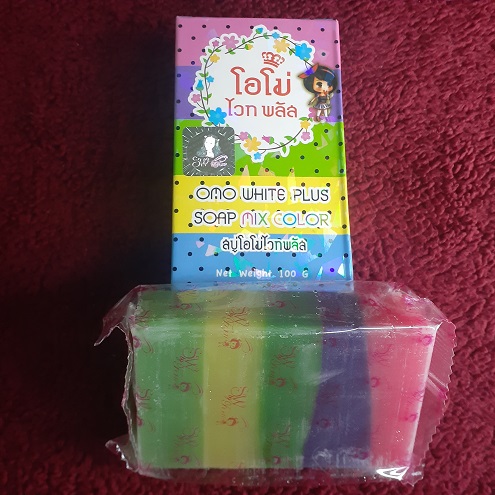 โอโม่
ไวท พลัส
OMO WHITE PLUS
SOAP MIX COLOR
สบู่โอโม่ไวท์พลัส
Net Weight 100 G